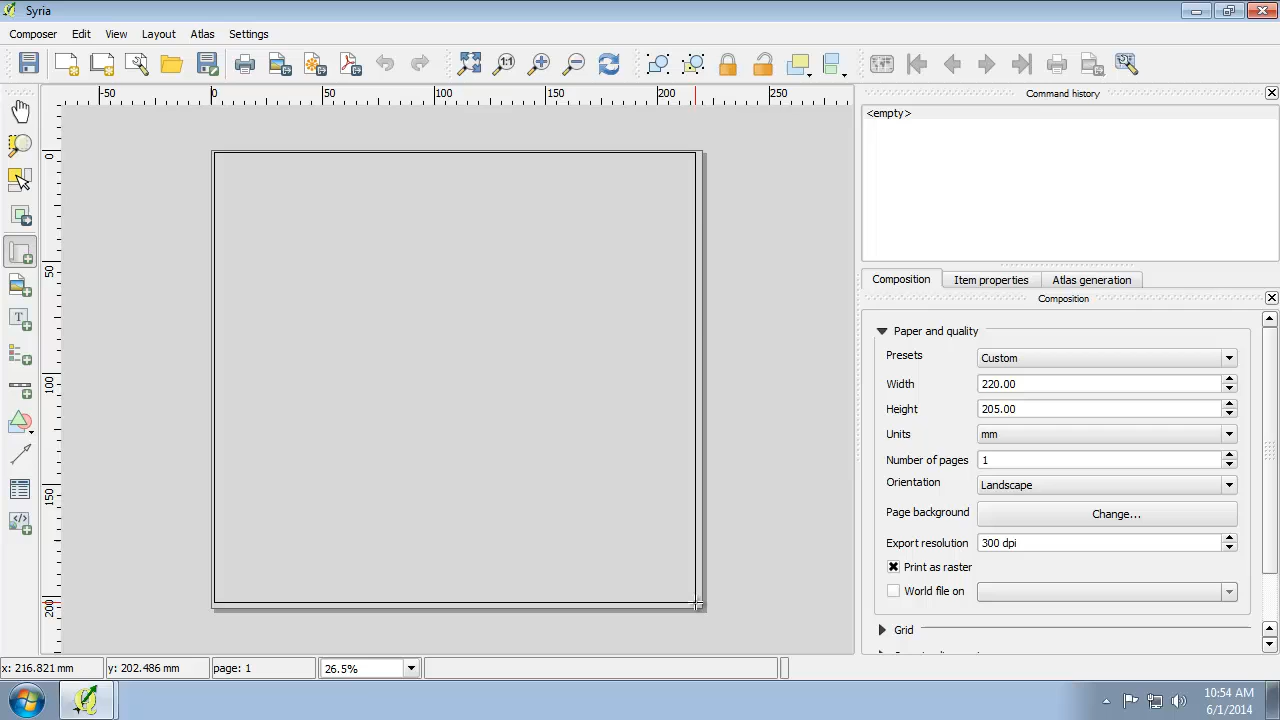 Syria
Composer Edit View Layout Atlas Settings
1:1
-50 0 50 100 150 200 250
Command history
<empty>
0
50
100
150
200
Composition Item properties Atlas generation
Composition
Paper and quality
Presets Custom
Width 220.00
Height 205.00
Units mm
Number of pages 1
Orientation Landscape
Page background Change...
Export resolution 300 dpi
Print as raster
World file on
Grid
x: 216.821 mm y: 202.486 mm page: 1 26.5%
10:54 AM
6/1/2014